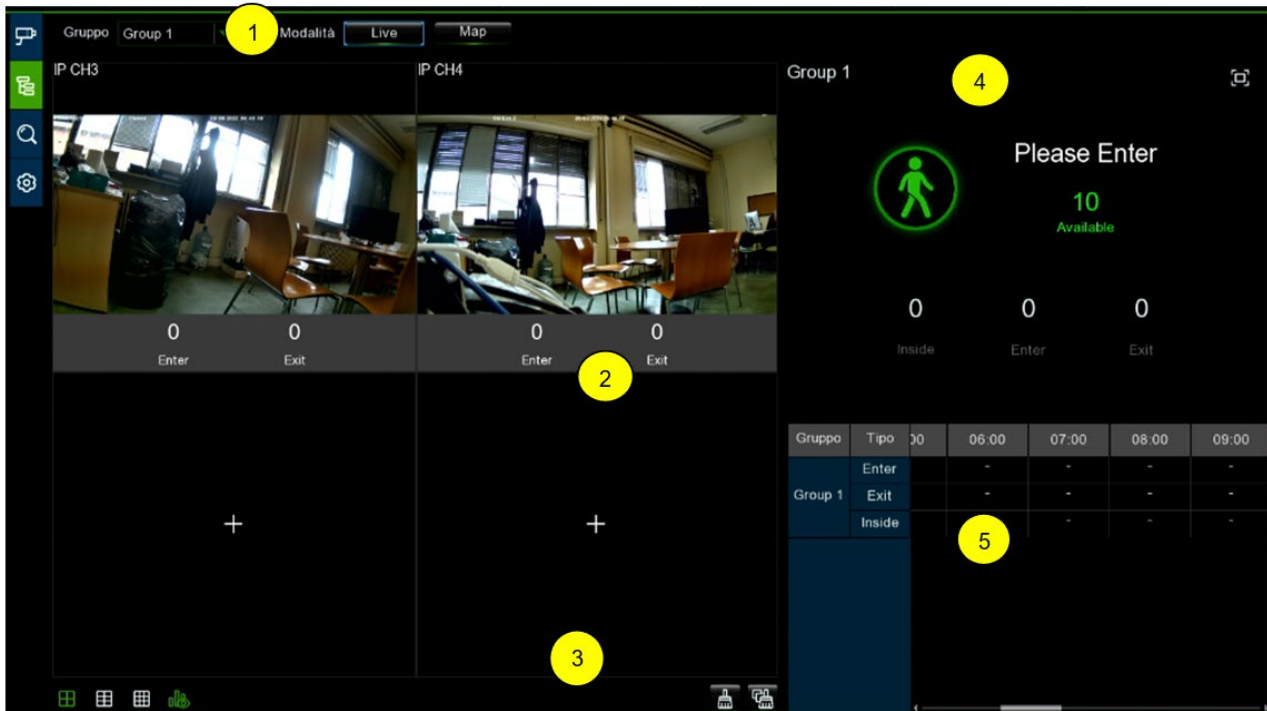 Gruppo Group 1 1 Modalità Live Map
IP CH3
IP CH4
Group 1
4
Please Enter
10
Available
0 0 0 0
Enter Exit Enter Exit
2
0 0 0
Inside Enter Exit
Gruppo Tipo 00 06:00 07:00 08:00 09:00
Enter - - - -
Group 1 Exit - - - -
Inside - - -
5
3